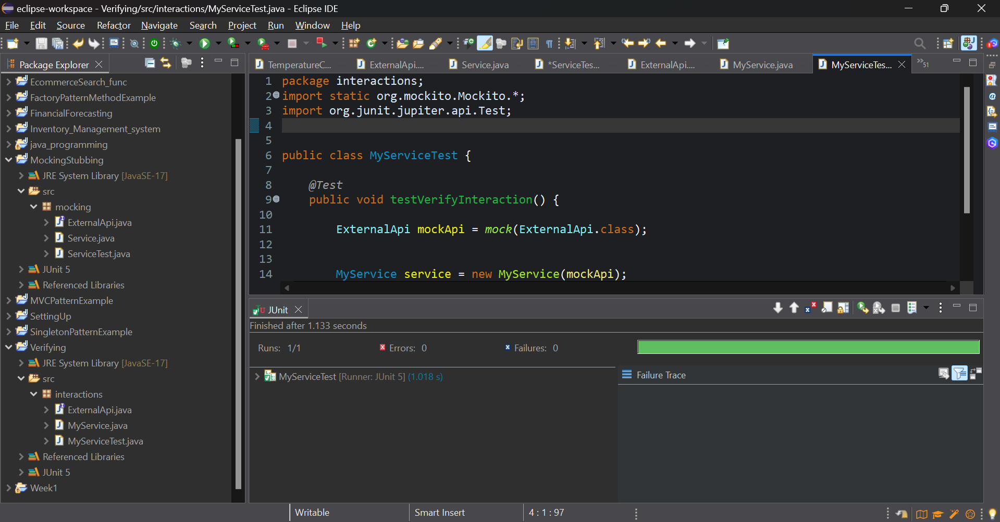 eclipse-workspace - Verifying/src/interactions/MyServiceTest.java - Eclipse IDE
File Edit Source Refactor Navigate Search Project Run Window Help
Package Explorer
EcommerceSearch_func
FactoryPatternMethodExample
FinancialForecasting
Inventory_Management_system
java_programming
MockingStubbing
JRE System Library [JavaSE-17]
src
mocking
ExternalApi.java
Service.java
ServiceTest.java
JUnit 5
Referenced Libraries
MVCPatternExample
SettingUp
SingletonPatternExample
Verifying
JRE System Library [JavaSE-17]
src
interactions
ExternalApi.java
MyService.java
MyServiceTest.java
Referenced Libraries
JUnit 5
Week1
TemperatureC... ExternalApi.... Service.java *ServiceTes... ExternalApi.... MyService.java MyServiceTes... »51
1 package interactions;
2 import static org.mockito.Mockito.*;
3 import org.junit.jupiter.api.Test;
4
5
6 public class MyServiceTest {
7
8 @Test
9 public void testVerifyInteraction() {
10
11 ExternalApi mockApi = mock(ExternalApi.class);
12
13
14 MyService service = new MyService(mockApi);
JUnit
Finished after 1.133 seconds
Runs: 1/1 Errors: 0 Failures: 0
MyServiceTest [Runner: JUnit 5] (1.018 s)
Failure Trace
Writable Smart Insert 4 : 1 : 97